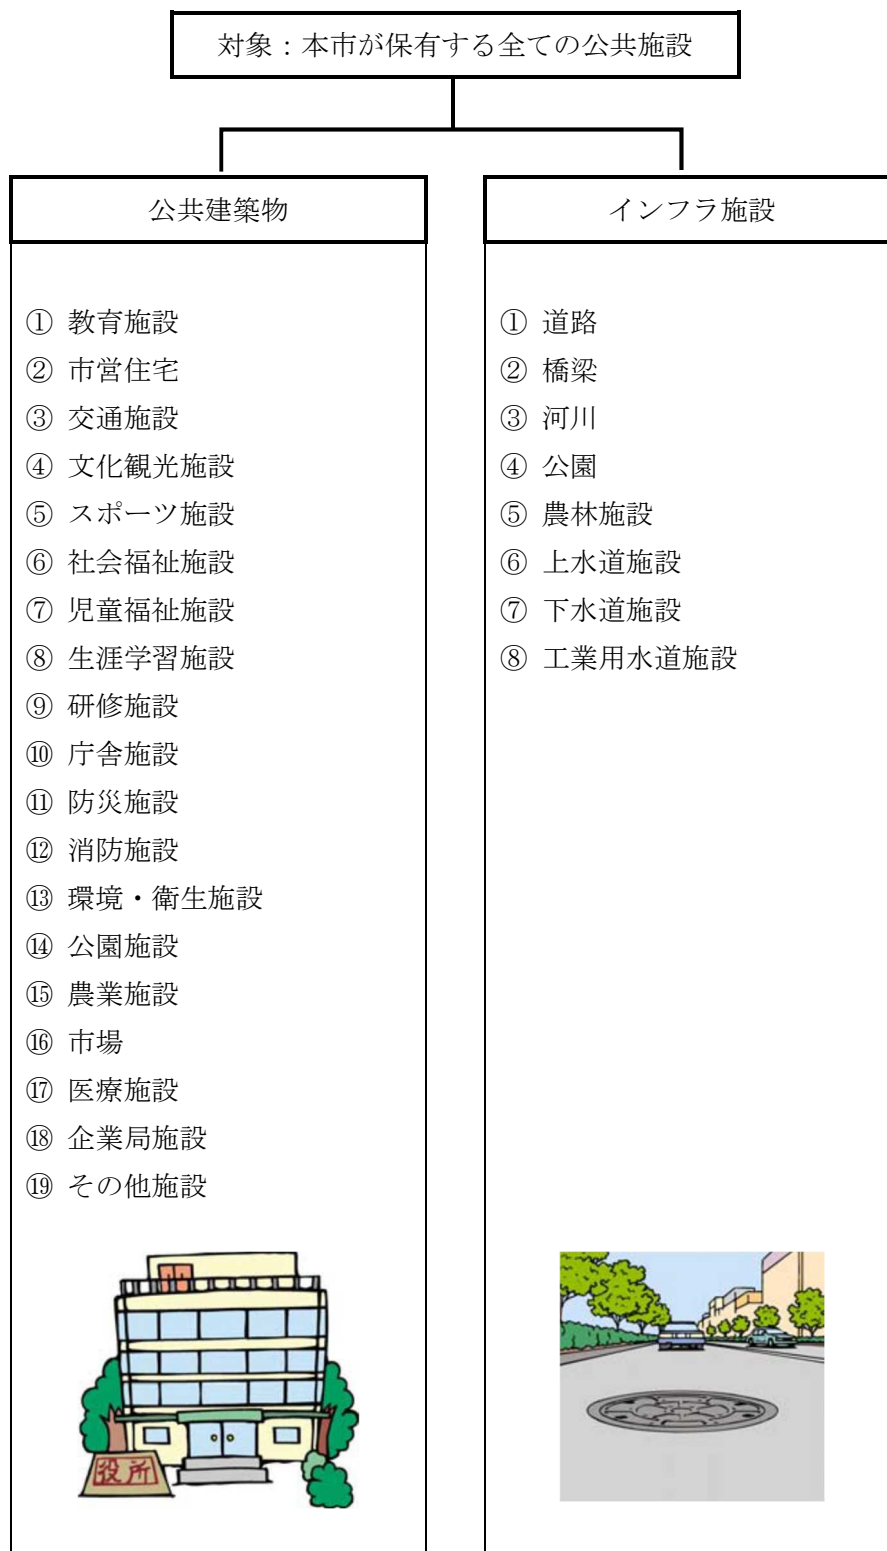 対象：本市が保有する全ての公共施設
公共建築物
① 教育施設
② 市営住宅
③ 交通施設
④ 文化観光施設
⑤ スポーツ施設
⑥ 社会福祉施設
⑦ 児童福祉施設
⑧ 生涯学習施設
⑨ 研修施設
⑩ 庁舎施設
⑪ 防災施設
⑫ 消防施設
⑬ 環境・衛生施設
⑭ 公園施設
⑮ 農業施設
⑯ 市場
⑰ 医療施設
⑱ 企業局施設
⑲ その他施設
役所
インフラ施設
① 道路
② 橋梁
③ 河川
④ 公園
⑤ 農林施設
⑥ 上水道施設
⑦ 下水道施設
⑧ 工業用水道施設